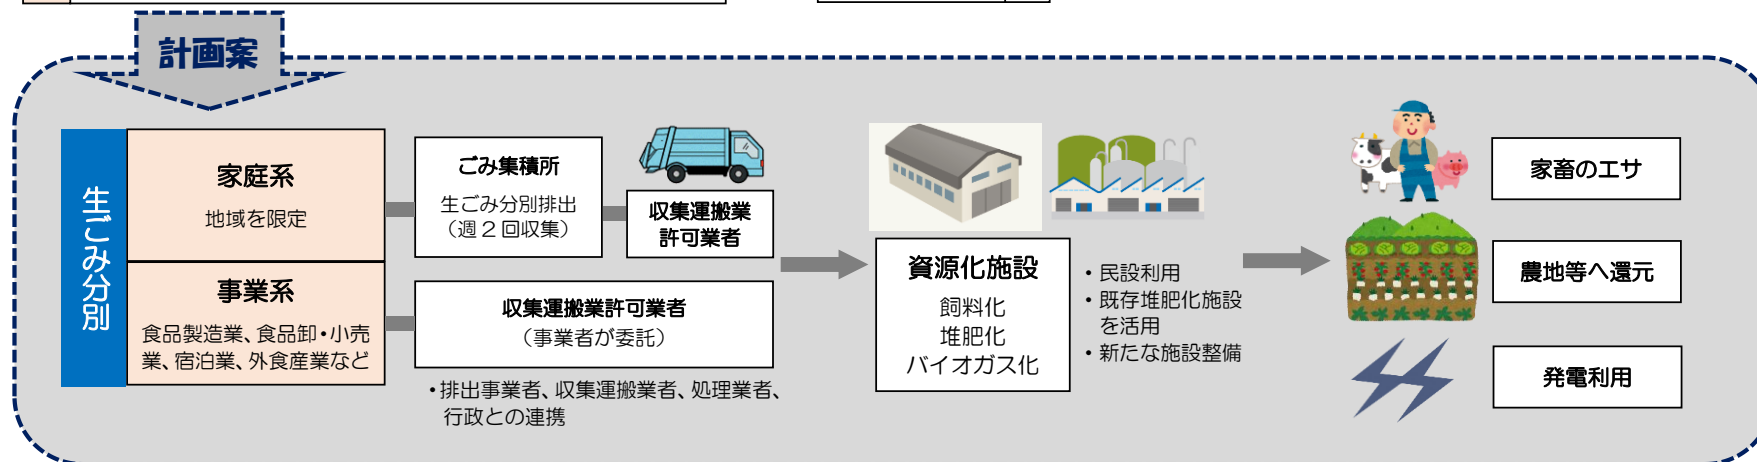 計画案
生ごみ分別
家庭系
地域を限定
ごみ集積所
生ごみ分別排出
（週２回収集）
収集運搬業
許可業者
事業系
食品製造業、食品卸・小売
業、宿泊業、外食産業など
収集運搬業許可業者
（事業者が委託）
・排出事業者、収集運搬業者、処理業者、
行政との連携
資源化施設
飼料化
堆肥化
バイオガス化
・民設利用
・既存堆肥化施設
を活用
・新たな施設整備
家畜のエサ
農地等へ還元
発電利用